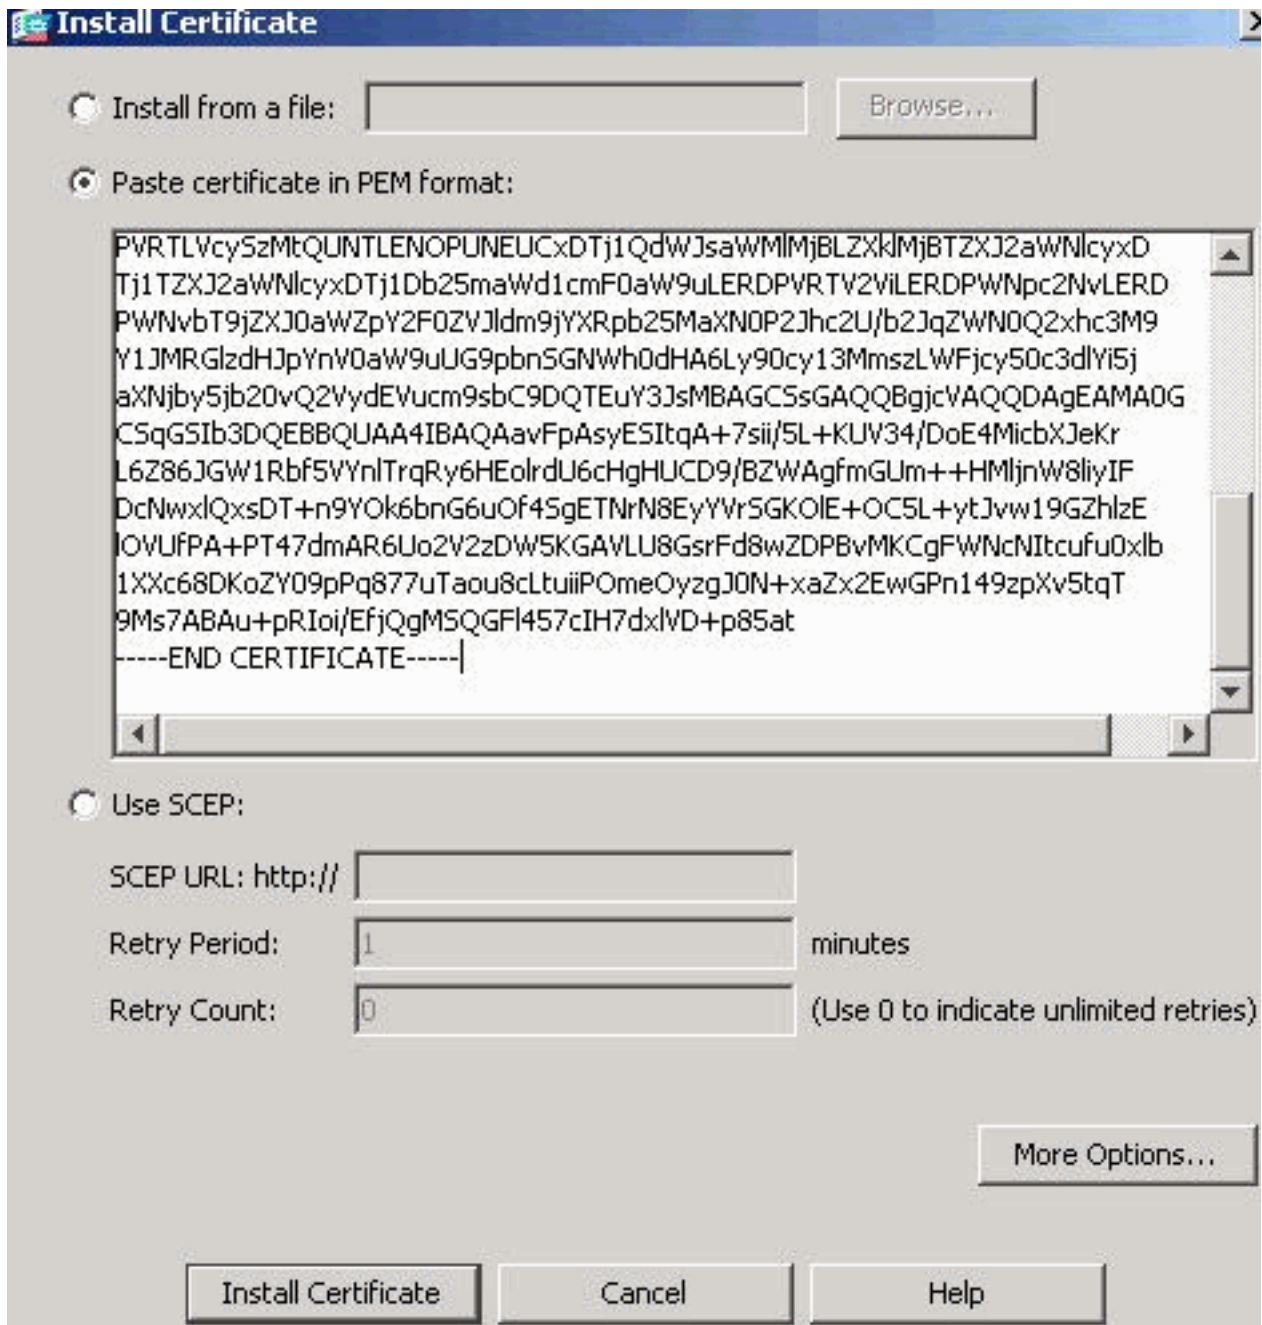 Install Certificate
Install from a file:
Browse...
Paste certificate in PEM format:
PVRTLVcySzMtQUNTLENOPUNEUCxDTj1QdWJsaWMlMjBLZXklMjBTZXJ2aWNlcyxD
Tj1TZXJ2aWNlcyxDTj1Db25maWd1cmF0aW9uLERDPVRTV2ViLERDPWNpc2NvLERD
PWNvbT9jZXJ0aWZpY2F0ZVJldm9jYXRpb25MaXN0P2Jhc2U/b2JqZWN0Q2xhc3M9
Y1JMRGlzdHJpYnV0aW9uUG9pbnSGNWh0dHA6Ly90cy13MmszLWFjcy50c3dlYi5j
aXNjby5jb20vQ2VydEVucm9sbC9DQTEuY3JsMBAGCSsGAQQBgjcVAQQDAgEAMA0G
CSqGSIb3DQEBBQUAA4IBAQAavFpAsyESItqA+7sii/5L+KUV34/DoE4MicbXJeKr
L6Z86JGW1Rbf5VYnlTrqRy6HEolrdU6cHgHUCD9/BZWAgfmGUm++HMljnW8liyIF
DcNwxlQxsDT+n9YOk6bnG6uOf4SgETNrN8EyYVrSGKOlE+OC5L+ytJvw19GZhlzE
lOVUfPA+PT47dmAR6Uo2V2zDW5KGAVLU8GsrFd8wZDPBvMKCgFWNcNItcufu0xlb
1XXc68DKoZY09pPq877uTaou8cLtuiiPOmeOyzgJ0N+xaZx2EwGPn149zpXv5tqT
9Ms7ABAu+pRIoi/EfjQgMSQGFl457cIH7dxlVD+p85at
-----END CERTIFICATE-----
Use SCEP:
SCEP URL: http://
Retry Period: 1 minutes
Retry Count: 0 (Use 0 to indicate unlimited retries)
More Options...
Install Certificate Cancel Help